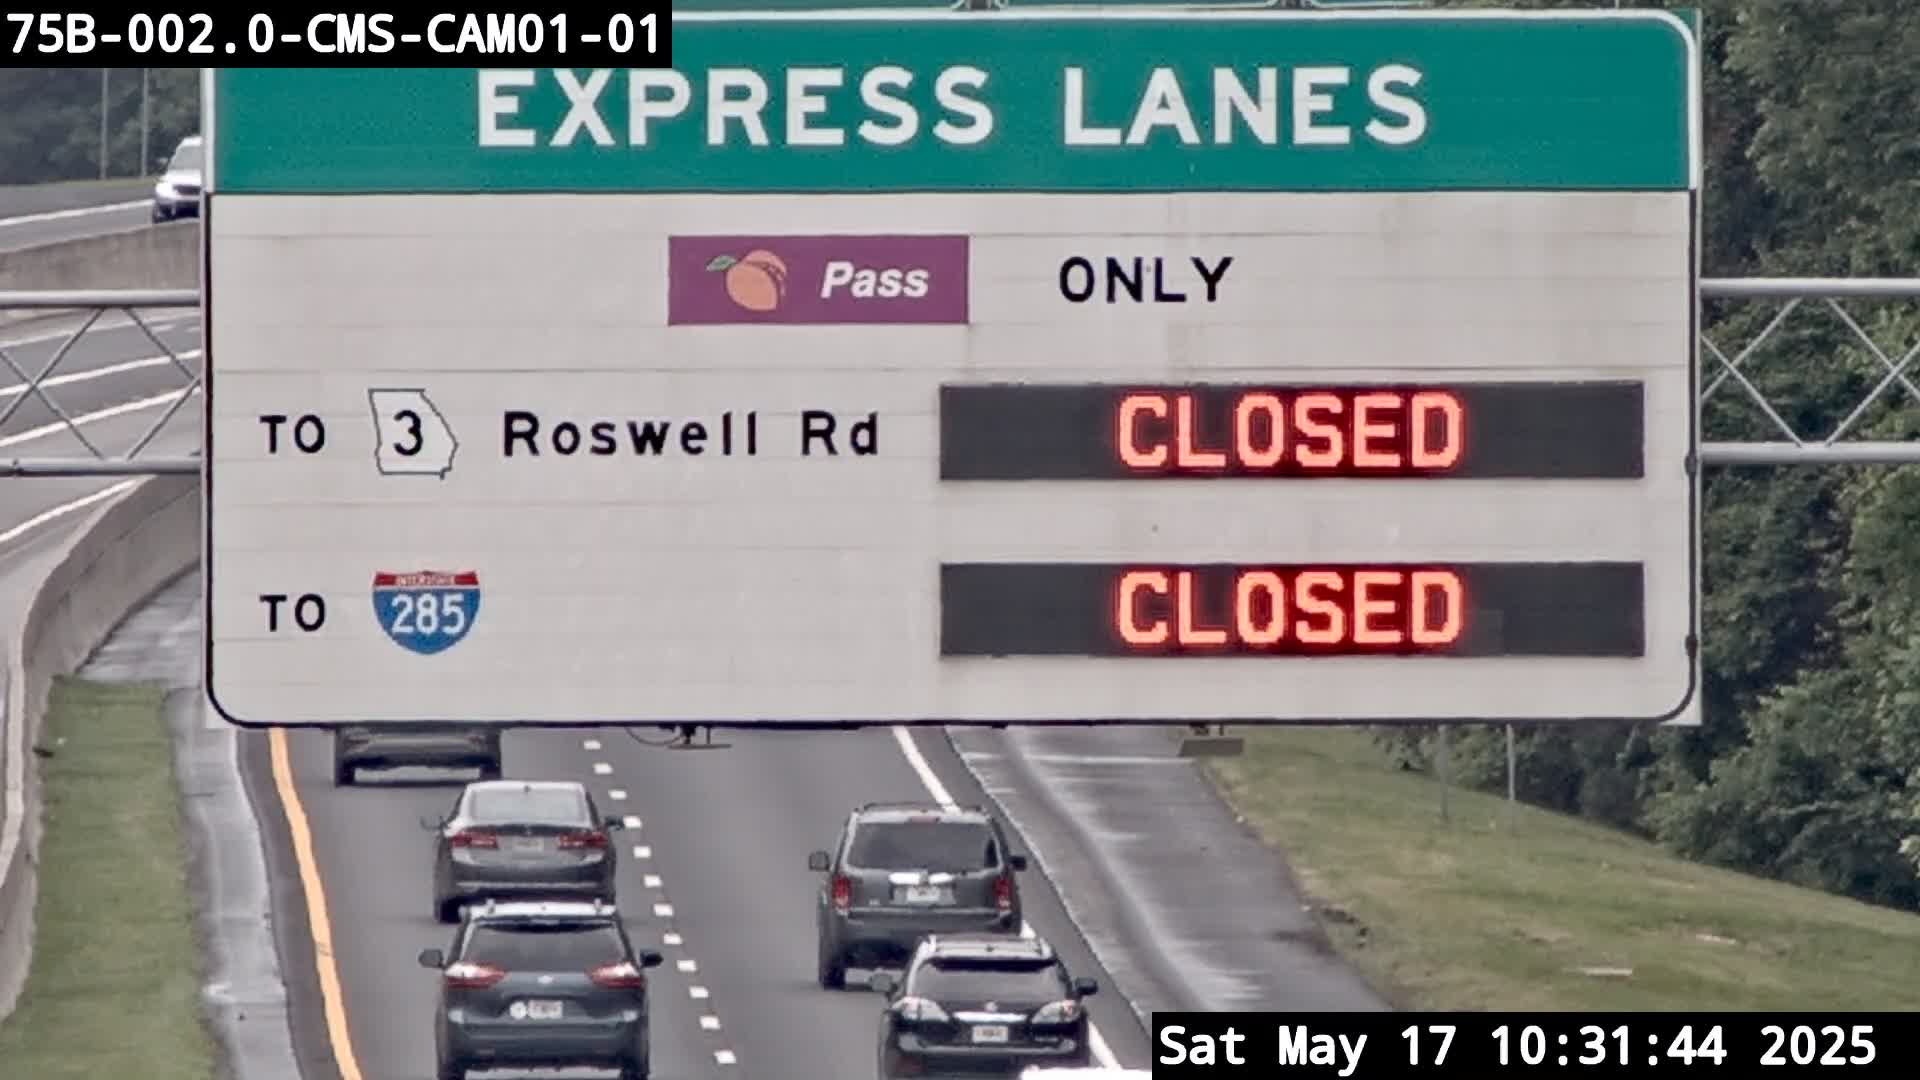 75B-002.0-CMS-CAM01-01
EXPRESS LANES
Pass ONLY
TO 3 Roswell Rd CLOSED
INTERSTATE
TO 285 CLOSED
Sat May 17 10:31:44 2025